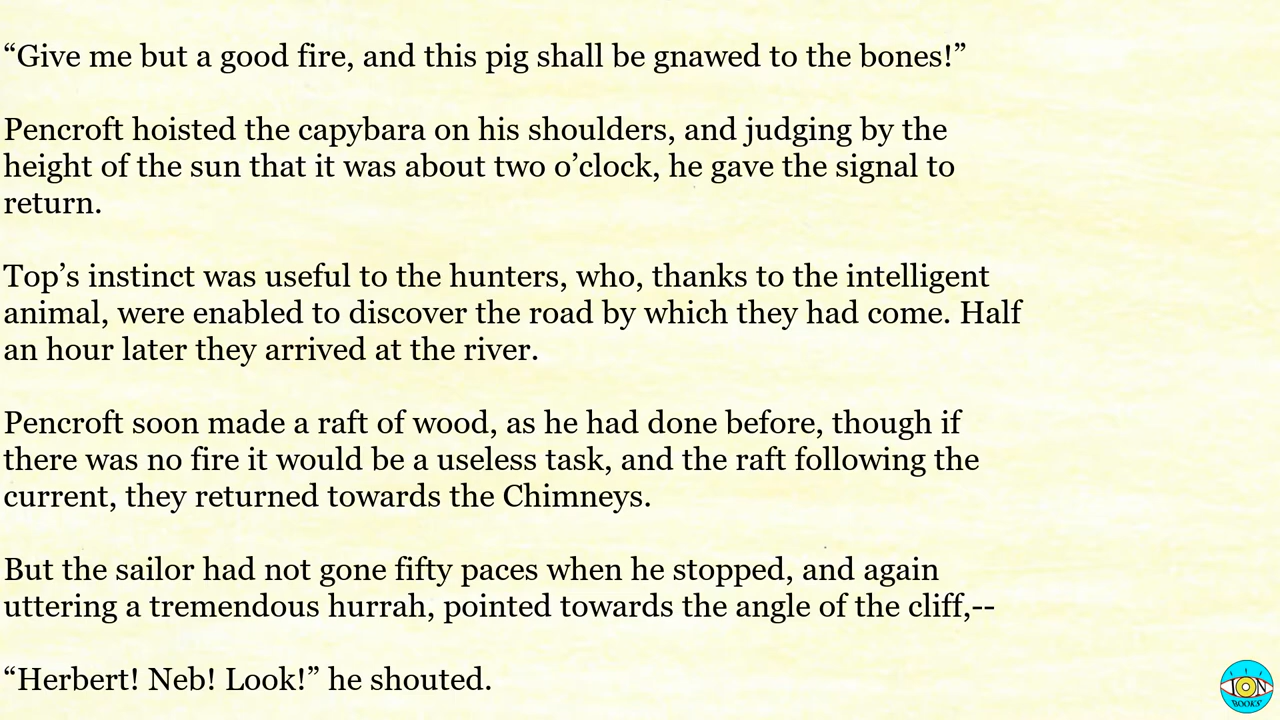 “Give me but a good fire, and this pig shall be gnawed to the bones!”
Pencroft hoisted the capybara on his shoulders, and judging by the
height of the sun that it was about two o’clock, he gave the signal to
return.
Top’s instinct was useful to the hunters, who, thanks to the intelligent
animal, were enabled to discover the road by which they had come. Half
an hour later they arrived at the river.
Pencroft soon made a raft of wood, as he had done before, though if
there was no fire it would be a useless task, and the raft following the
current, they returned towards the Chimneys.
But the sailor had not gone fifty paces when he stopped, and again
uttering a tremendous hurrah, pointed towards the angle of the cliff,--
“Herbert! Neb! Look!” he shouted.
ION
BOOKS